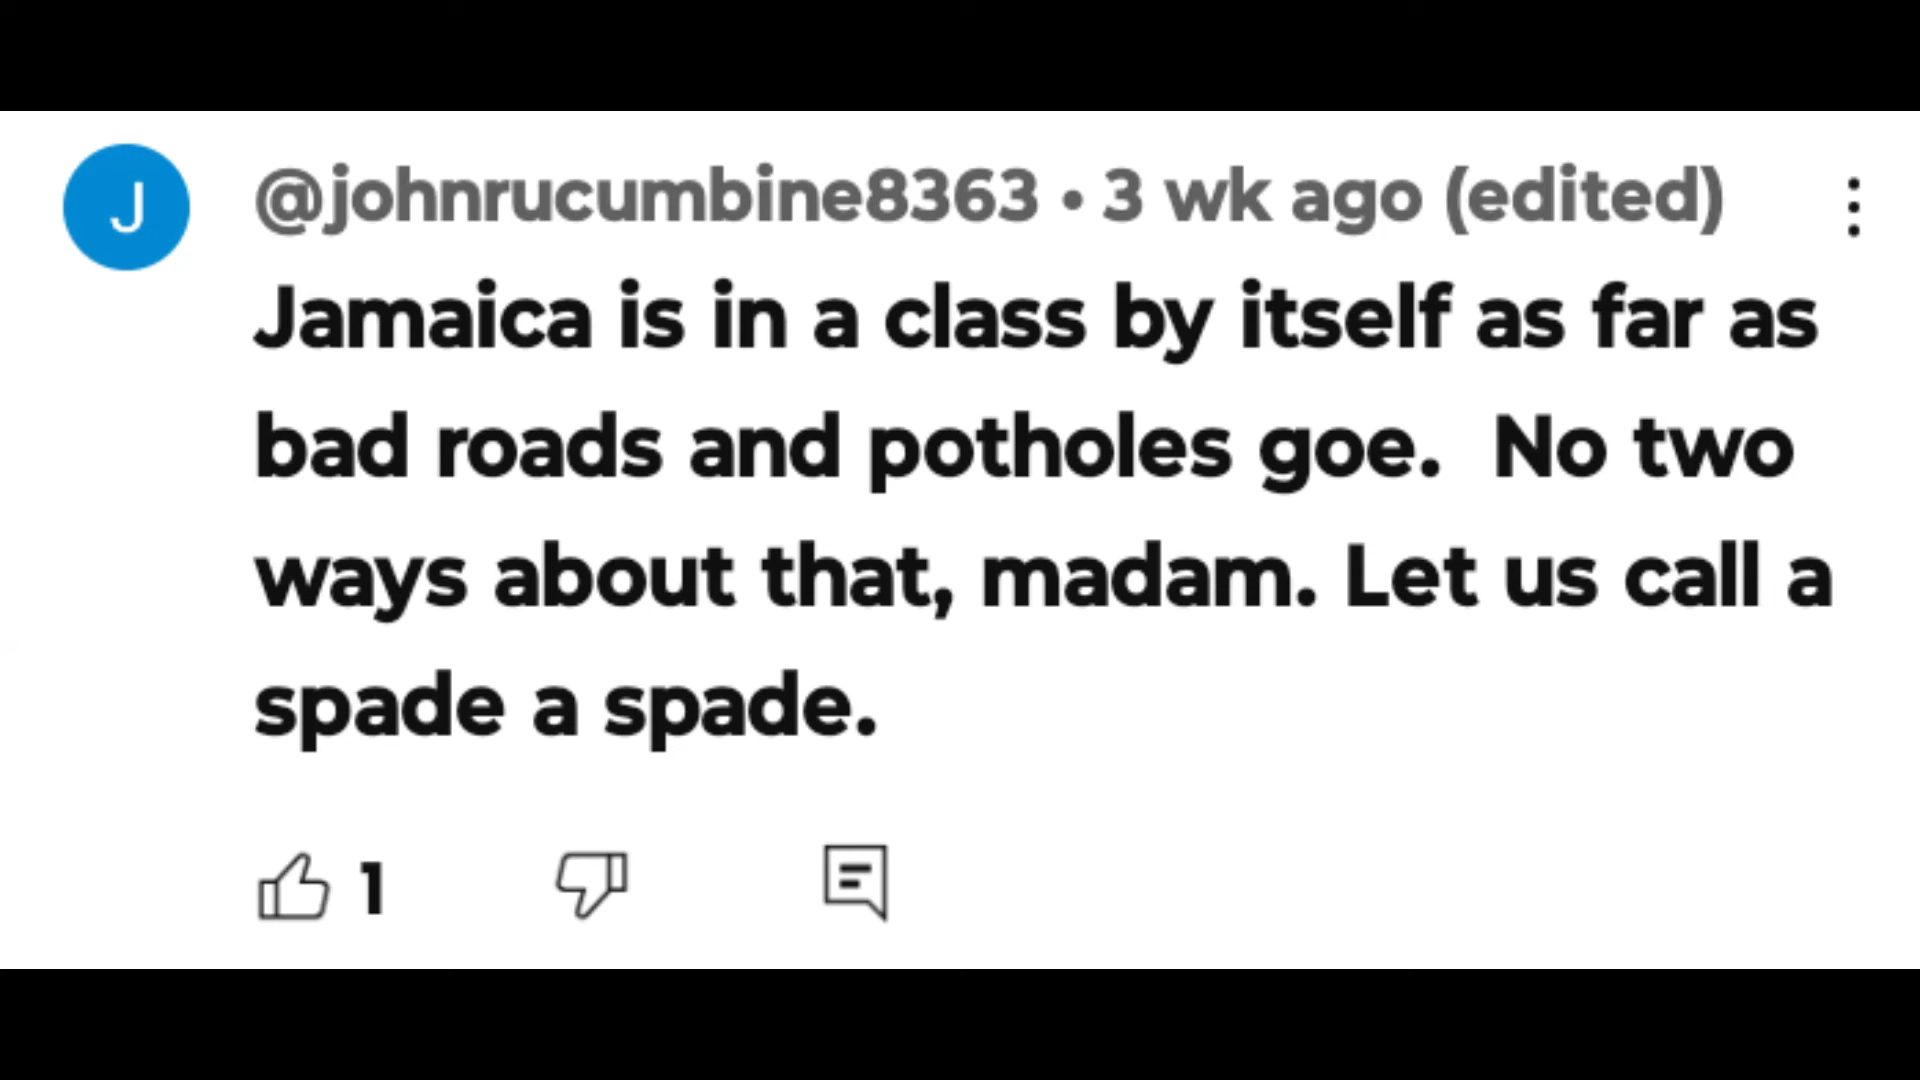 J
@johnrucumbine8363 • 3 wk ago (edited)
Jamaica is in a class by itself as far as
bad roads and potholes goe.  No two
ways about that, madam. Let us call a
spade a spade.
1